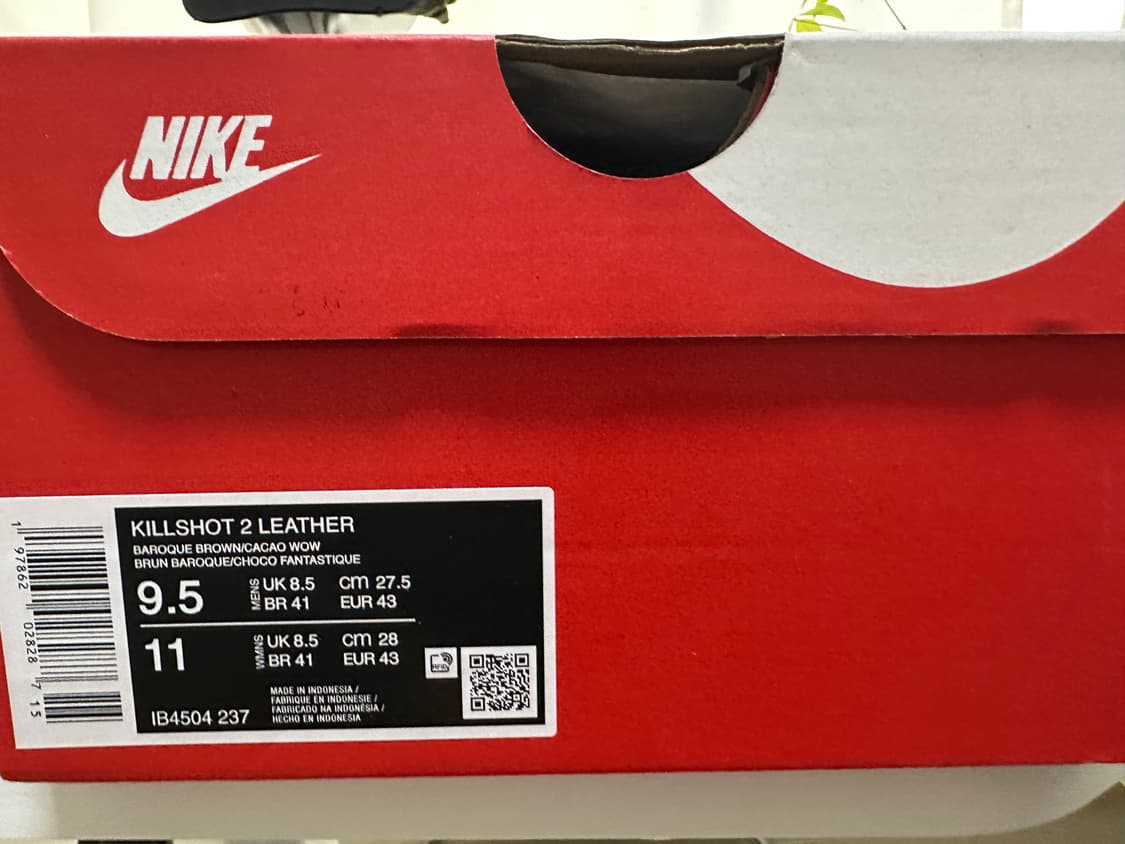 NIKE
KILLSHOT 2 LEATHER
BAROQUE BROWN/CACAO WOW
BRUN BAROQUE/CHOCO FANTASTIQUE
9.5 MENS UK 8.5 cm 27.5
BR 41 EUR 43
11 WMNS UK 8.5 cm 28
BR 41 EUR 43
MADE IN INDONESIA /
FABRIQUE EN INDONESIE /
FABRICADO NA INDONÉSIA /
HECHO EN INDONESIA
IB4504 237
1 97862 02828 7 15